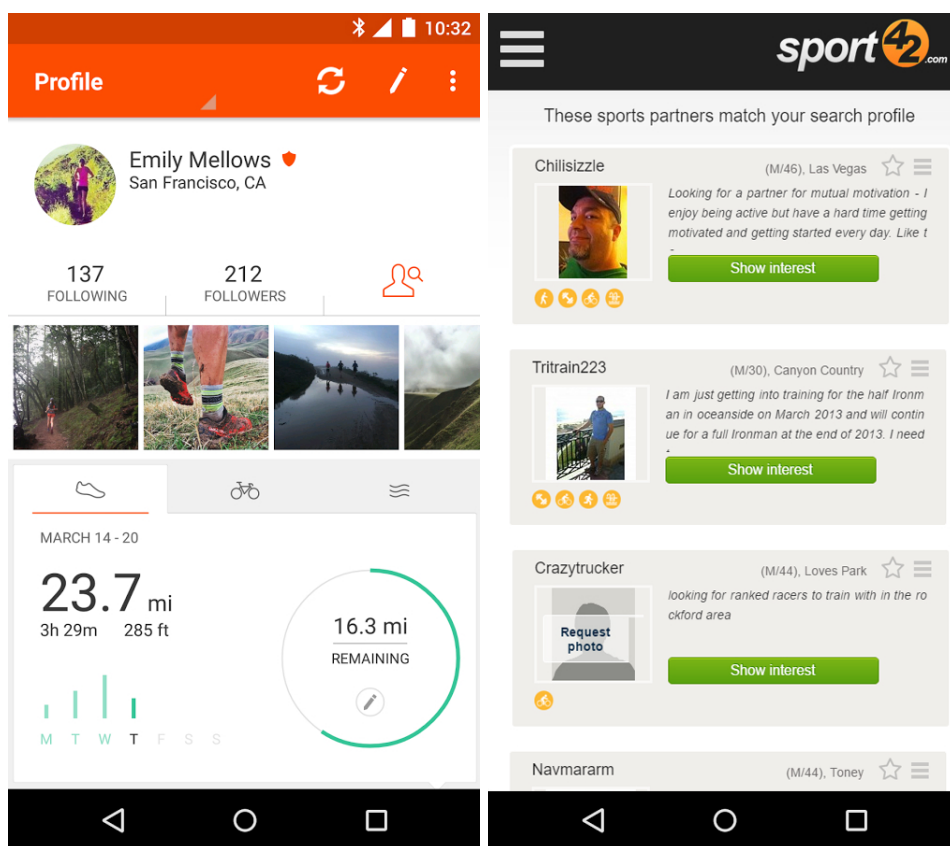 10:32
Profile
Emily Mellows
San Francisco, CA
137
FOLLOWING
212
FOLLOWERS
MARCH 14 - 20
23.7 mi
3h 29m 285 ft
16.3 mi
REMAINING
M T W T F S S
sport42.com
These sports partners match your search profile
Chilisizzle
(M/46), Las Vegas
Looking for a partner for mutual motivation - I
enjoy being active but have a hard time getting
motivated and getting started every day. Like t
Show interest
Tritrain223
(M/30), Canyon Country
I am just getting into training for the half Ironm
an in oceanside on March 2013 and will contin
ue for a full Ironman at the end of 2013. I need
Show interest
Crazytrucker
(M/44), Loves Park
looking for ranked racers to train with in the ro
ckford area
Request
photo
Show interest
Navmararm
(M/44), Toney